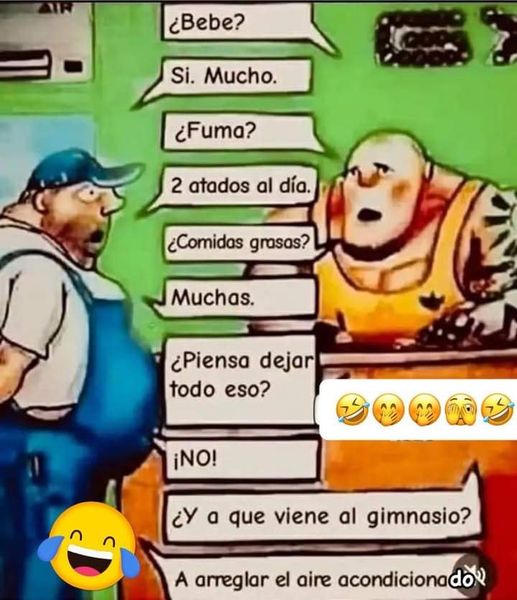 AIR
¿Bebe?
Si. Mucho.
¿Fuma?
2 atados al día.
¿Comidas grasas?
Muchas.
¿Piensa dejar
todo eso?
¡NO!
¿Y a que viene al gimnasio?
A arreglar el aire acondicionado